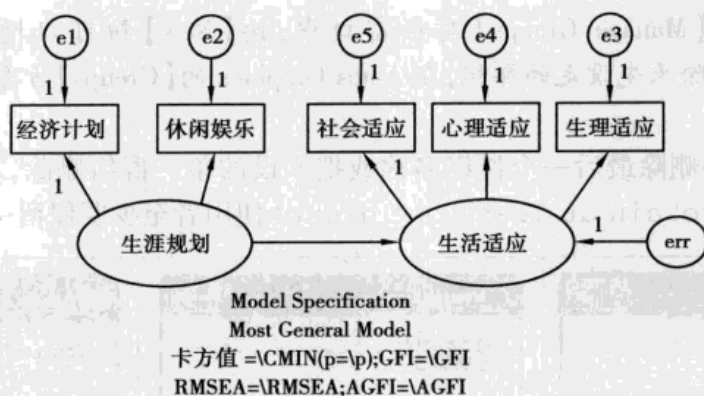 e1 e2 e5 e4 e3
1 1 1 1 1
经济计划 休闲娱乐 社会适应 心理适应 生理适应
1 1
生涯规划 生活适应 1 err
Model Specification
Most General Model
卡方值 =\CMIN(p=\p);GFI=\GFI
RMSEA=\RMSEA;AGFI=\AGFI